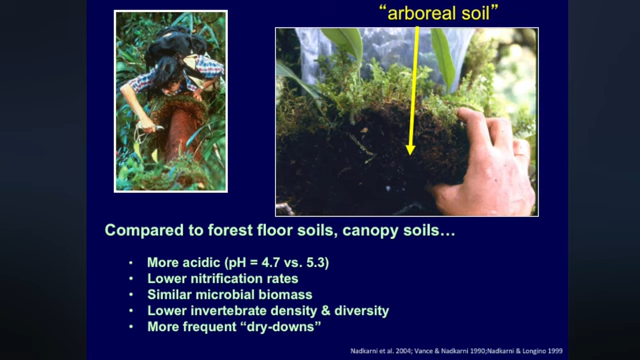 “arboreal soil”
Compared to forest floor soils, canopy soils…
• More acidic (pH = 4.7 vs. 5.3)
• Lower nitrification rates
• Similar microbial biomass
• Lower invertebrate density & diversity
• More frequent “dry-downs”
Nadkarni et al. 2004; Vance & Nadkarni 1990;Nadkarni & Longino 1999